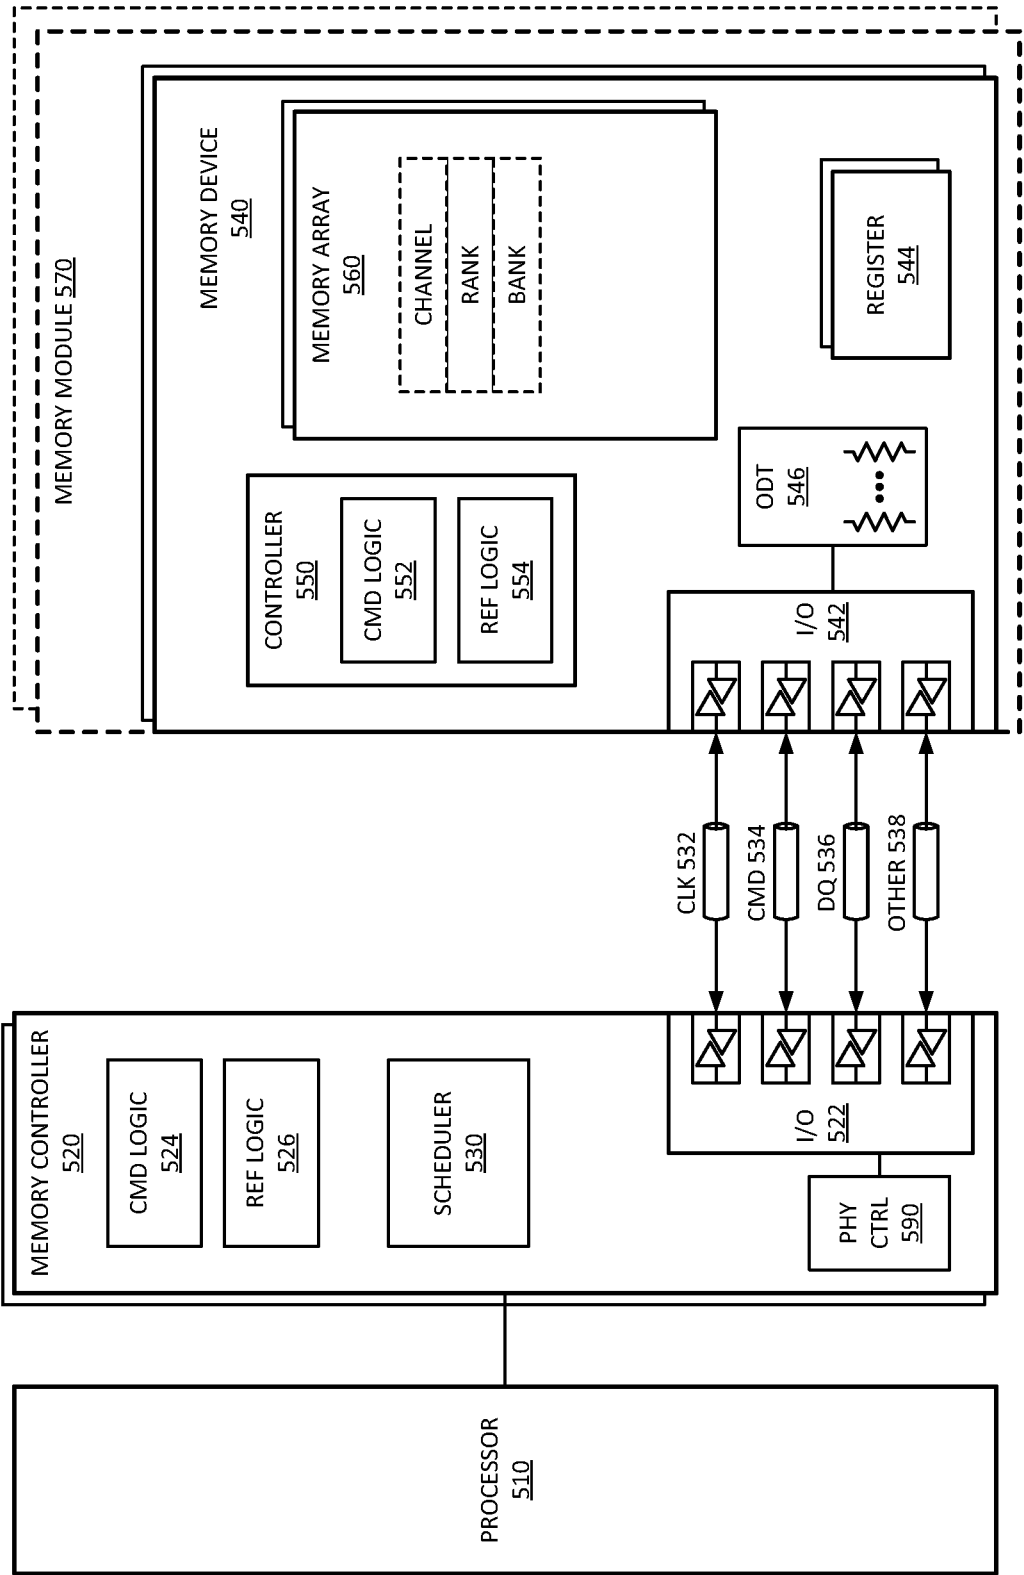 PROCESSOR
510
MEMORY CONTROLLER
520
CMD LOGIC
524
REF LOGIC
526
SCHEDULER
530
PHY
CTRL
590
I/O
522
CLK 532
CMD 534
DQ 536
OTHER 538
MEMORY MODULE 570
MEMORY DEVICE
540
CONTROLLER
550
CMD LOGIC
552
REF LOGIC
554
MEMORY ARRAY
560
CHANNEL
RANK
BANK
I/O
542
ODT
546
REGISTER
544